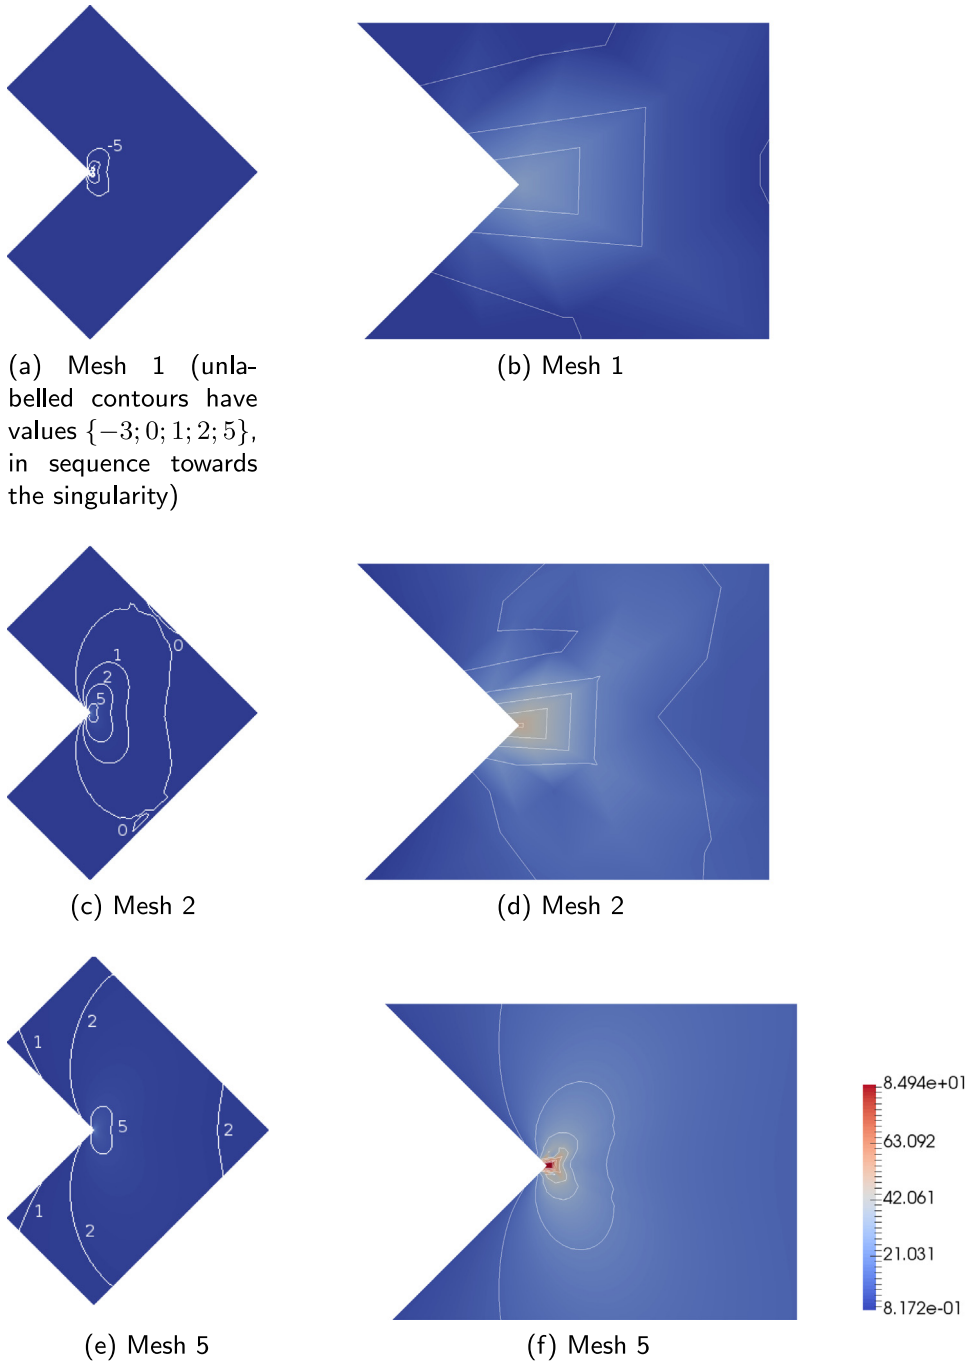 -5
(a) Mesh 1 (unla-
belled contours have
values {−3; 0; 1; 2; 5},
in sequence towards
the singularity)
(b) Mesh 1
0
1
2
5
0
(c) Mesh 2
(d) Mesh 2
2
1
5
2
1
2
(e) Mesh 5
(f) Mesh 5
8.494e+01
63.092
42.061
21.031
8.172e-01